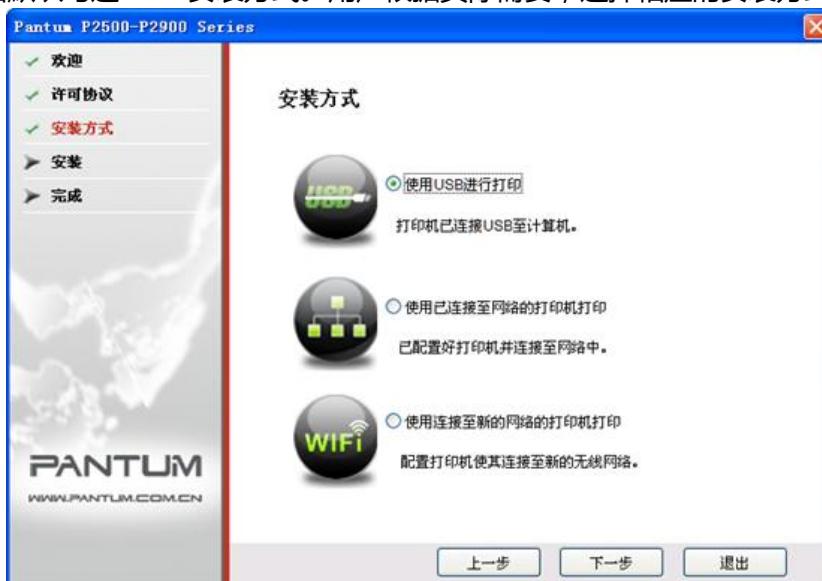 Pantum P2500-P2900 Series
欢迎
许可协议
安装方式
安装
完成
安装方式
USB
使用USB进行打印
打印机已连接USB至计算机。
使用已连接至网络的打印机打印
已配置好打印机并连接至网络中。
WIFi
使用连接至新的网络的打印机打印
配置打印机使其连接至新的无线网络。
PANTUM
WWW.PANTUM.COM.CN
上一步
下一步
退出